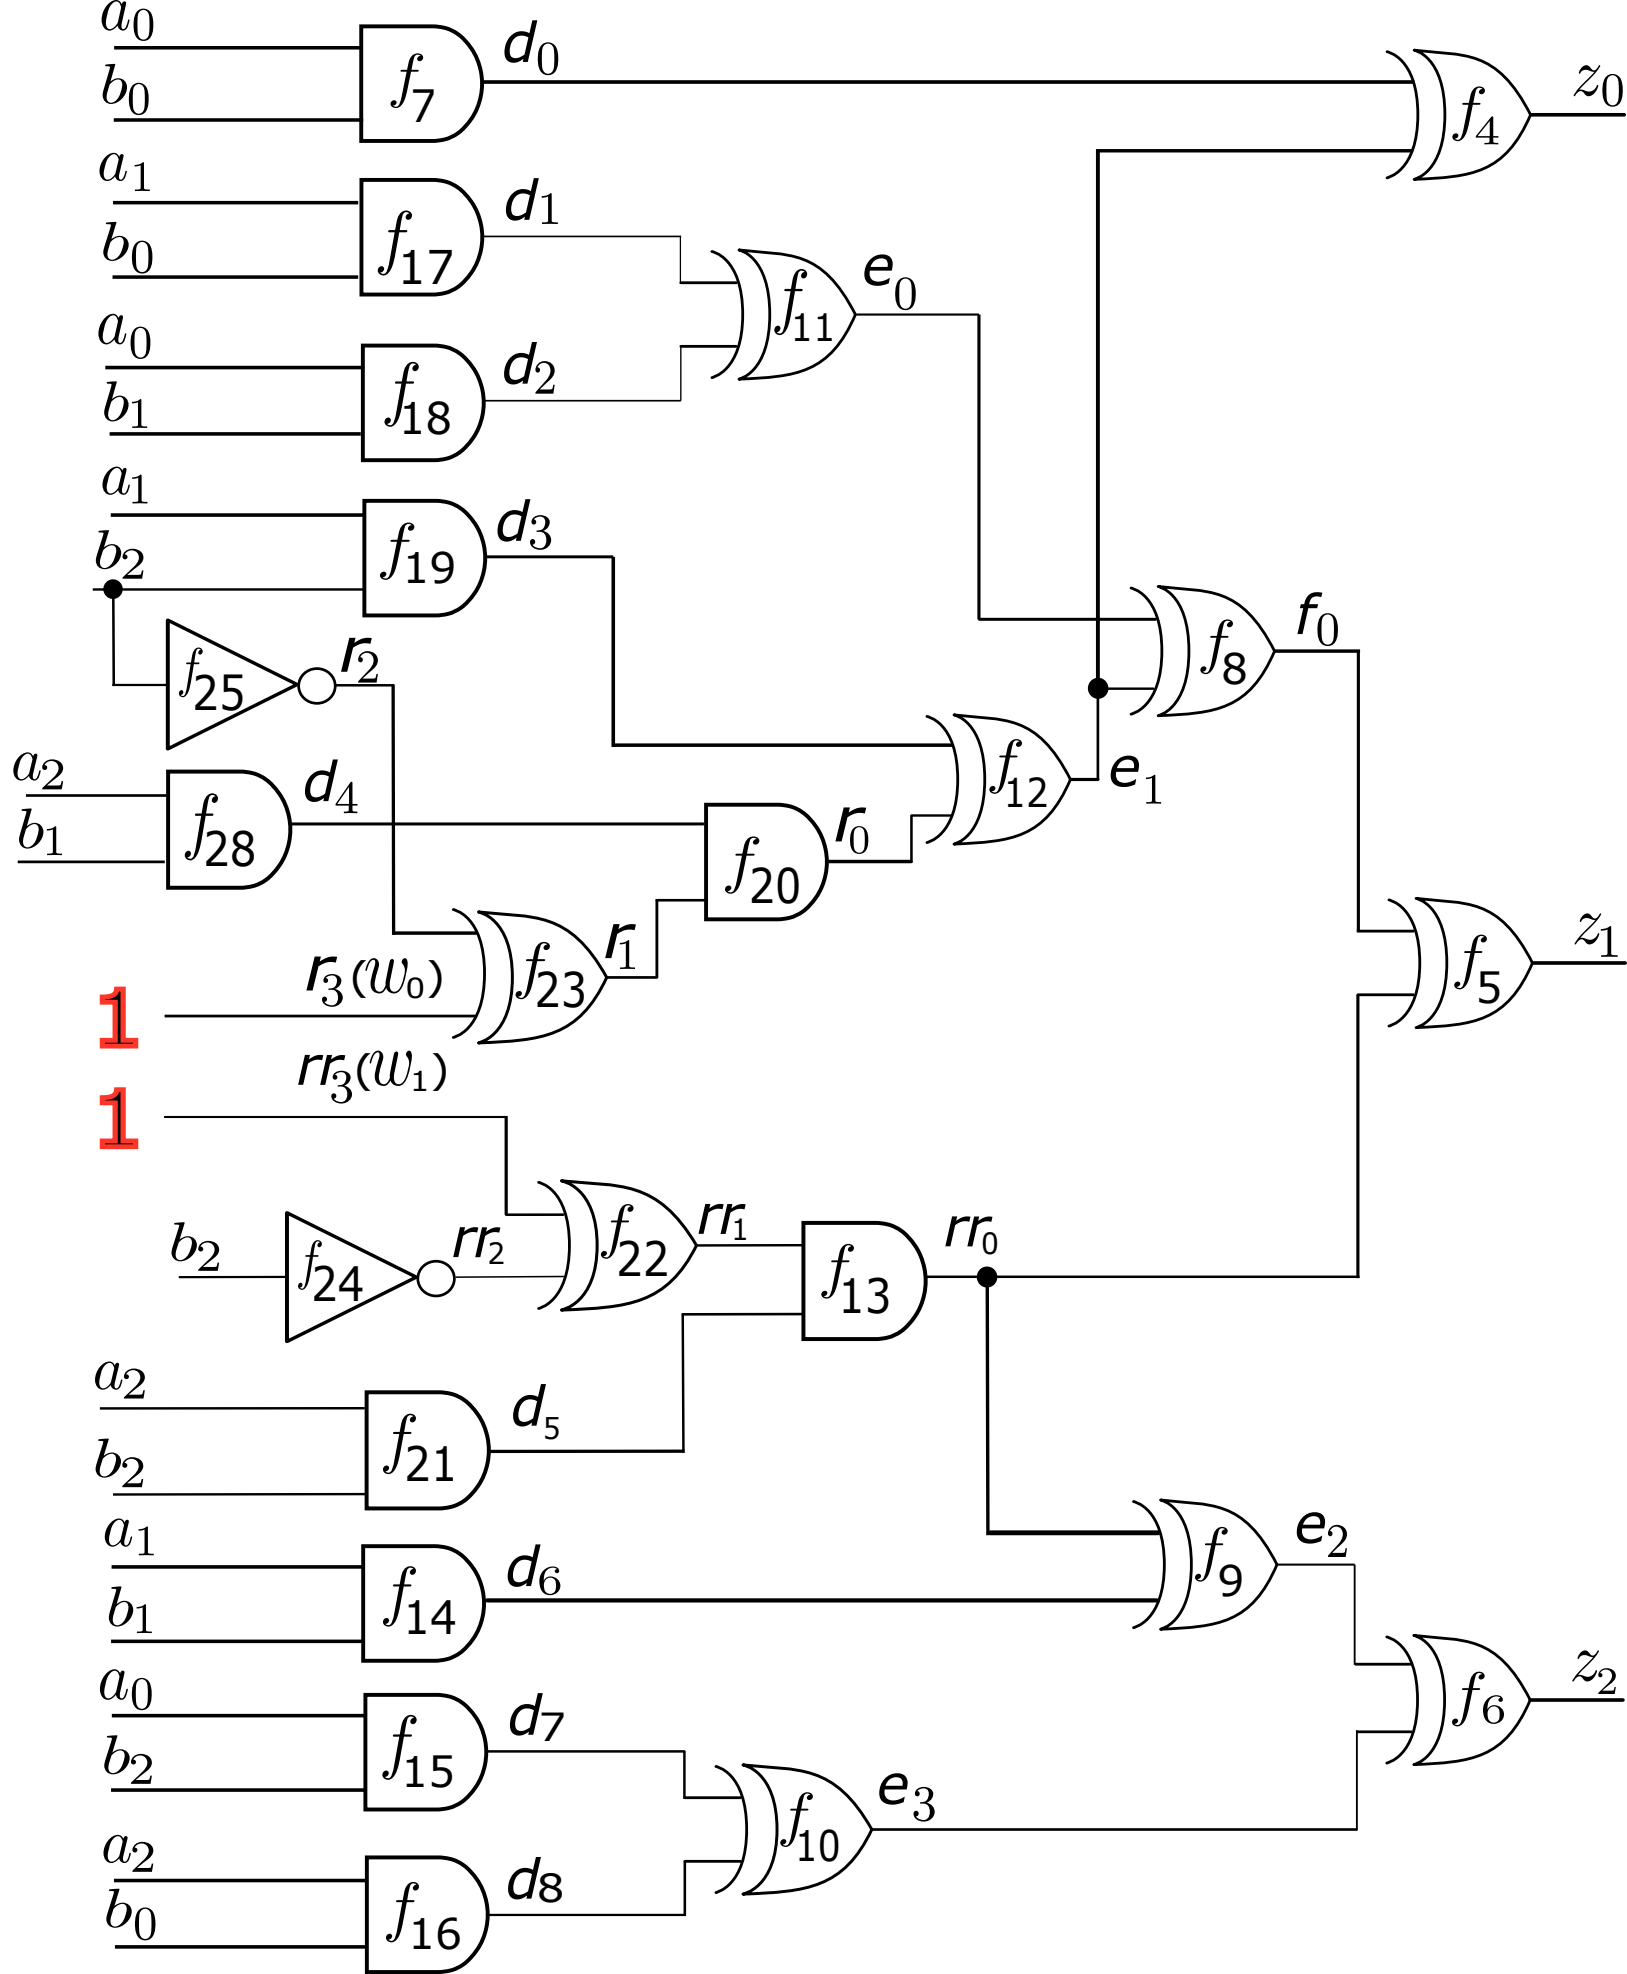 a₀
d₀
b₀
f₇
f₄
z₀
a₁
d₁
b₀
f₁₇
f₁₁
e₀
a₀
d₂
b₁
f₁₈
a₁
d₃
b₂
f₁₉
f₂₅
r₂
f₈
f₀
a₂
d₄
f₁₂
e₁
b₁
f₂₈
r₀
f₂₀
r₁
f₂₃
r₃(w₀)
1
f₅
z₁
rr₃(w₁)
1
b₂
f₂₄
rr₂
f₂₂
rr₁
f₁₃
rr₀
a₂
d₅
b₂
f₂₁
a₁
d₆
b₁
f₁₄
f₉
e₂
a₀
d₇
b₂
f₁₅
f₆
z₂
f₁₀
e₃
a₂
d₈
b₀
f₁₆